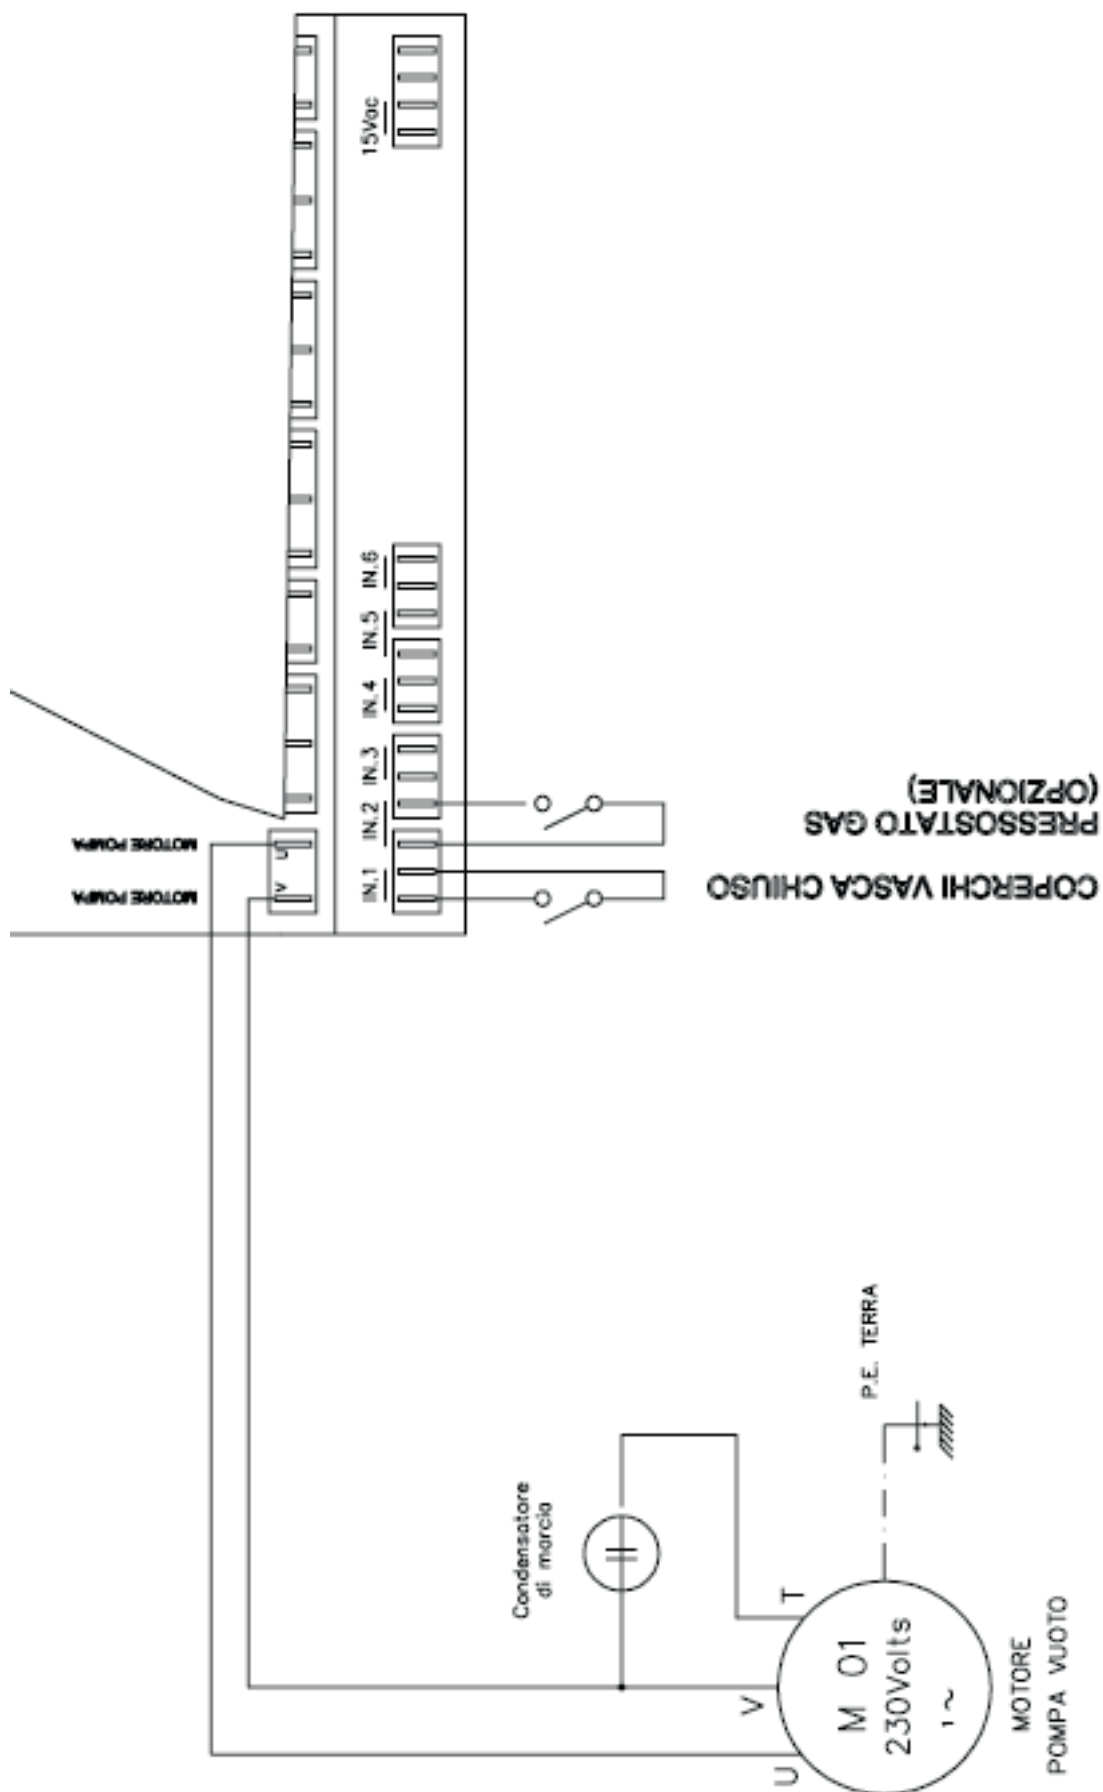 15Vac
IN.6
IN.5
IN.4
IN.3
IN.2
IN.1
MOTORE POMPA
U
MOTORE POMPA
V
PRESSOSTATO GAS
(OPZIONALE)
COPERCHI VASCA CHIUSO
P.E. TERRA
Condensatore
di marcia
T
V
U
M 01
230Volts
1~
MOTORE
POMPA VUOTO